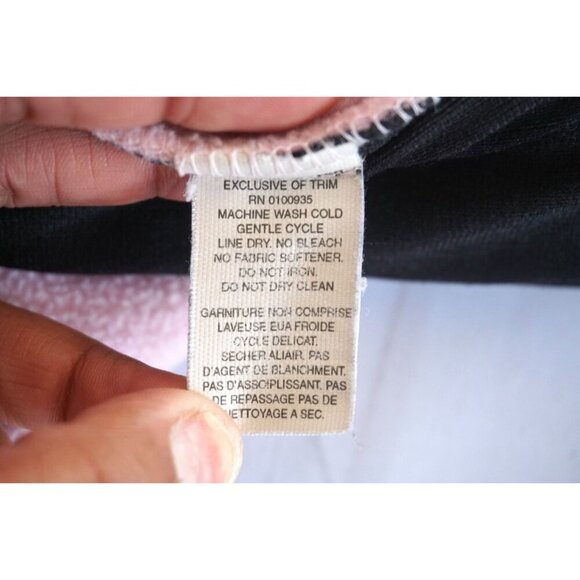 EXCLUSIVE OF TRIM
RN 0100935
MACHINE WASH COLD
GENTLE CYCLE
LINE DRY. NO BLEACH
NO FABRIC SOFTENER.
DO NOT IRON.
DO NOT DRY CLEAN
GARNITURE NON COMPRISE
LAVEUSE EUA FROIDE
CYCLE DELICAT.
SECHER ALIAIR. PAS
D'AGENT DE BLANCHMENT.
PAS D'ASSOIPLISSANT. PAS
DE REPASSAGE PAS DE
NETTOYAGE A SEC.